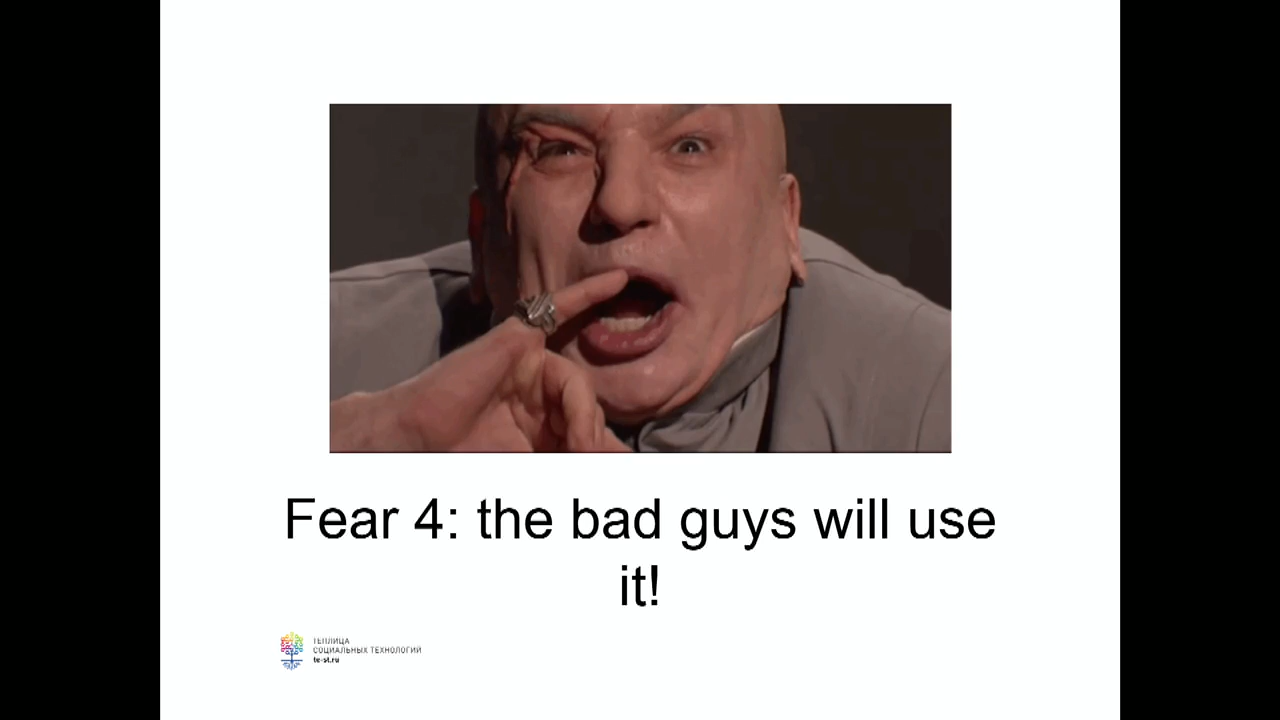 Fear 4: the bad guys will use
it!
ТЕПЛИЦА
СОЦИАЛЬНЫХ ТЕХНОЛОГИЙ
te-st.ru